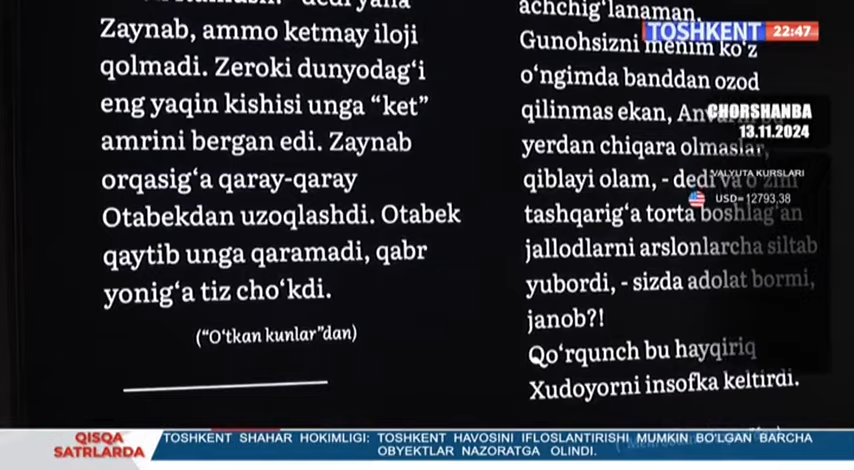 Zaynab, ammo ketmay iloji
qolmadi. Zeroki dunyodag‘i
eng yaqin kishisi unga “ket”
amrini bergan edi. Zaynab
orqasig‘a qaray-qaray
Otabekdan uzoqlashdi. Otabek
qaytib unga qaramadi, qabr
yonig‘a tiz cho‘kdi.
(“O‘tkan kunlar”dan)
achchig‘lanaman.
Gunohsizni menim ko‘z
o‘ngimda banddan ozod
qilinmas ekan,
yerdan chiqara olmaslar,
qiblayi olam, - dedi va o‘zini
tashqarig‘a torta boshlag‘an
jallodlarni arslonlarcha siltab
yubordi, - sizda adolat bormi,
janob?!
Qo‘rqunch bu hayqiriq
Xudoyorni insofka keltirdi.
TOSHKENT 22:47
CHORSHANBA
13.11.2024
VALYUTA KURSLARI
USD=12793,38
QISQA
SATRLARDA
TOSHKENT SHAHAR HOKIMLIGI: TOSHKENT HAVOSINI IFLOSLANTIRISHI MUMKIN BO'LGAN BARCHA
OBYEKTLAR NAZORATGA OLINDI.